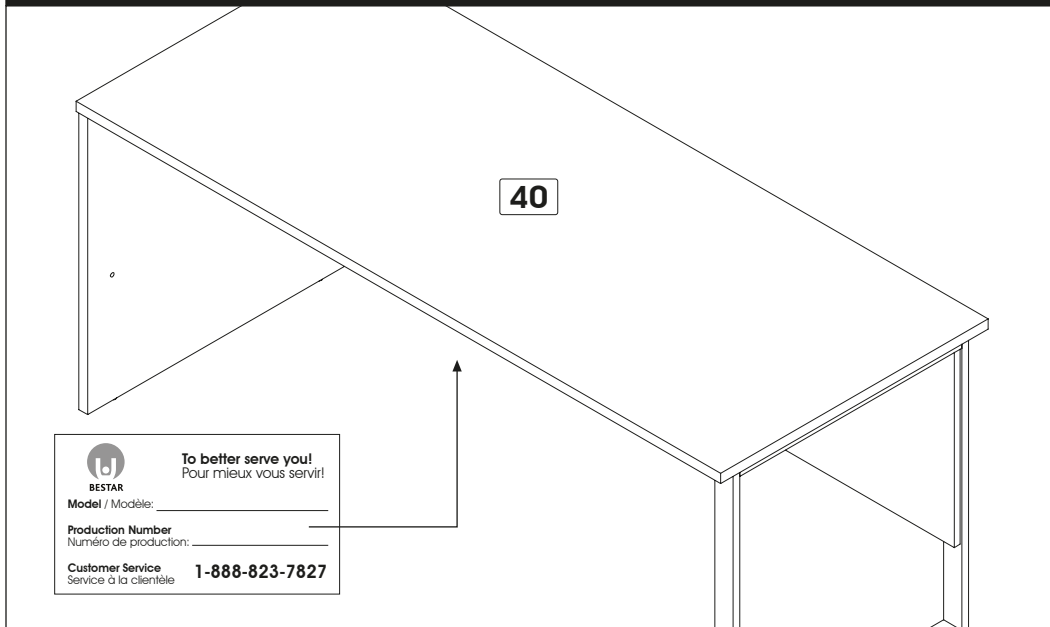 40
BESTAR
To better serve you!
Pour mieux vous servir!
Model / Modèle:
Production Number
Numéro de production:
Customer Service
Service à la clientèle
1-888-823-7827